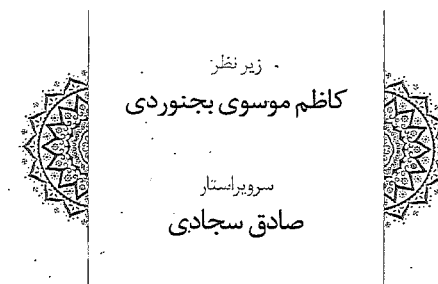 زیر نظر
کاظم موسوی بجنوردی
سرویراستار
صادق سجادی